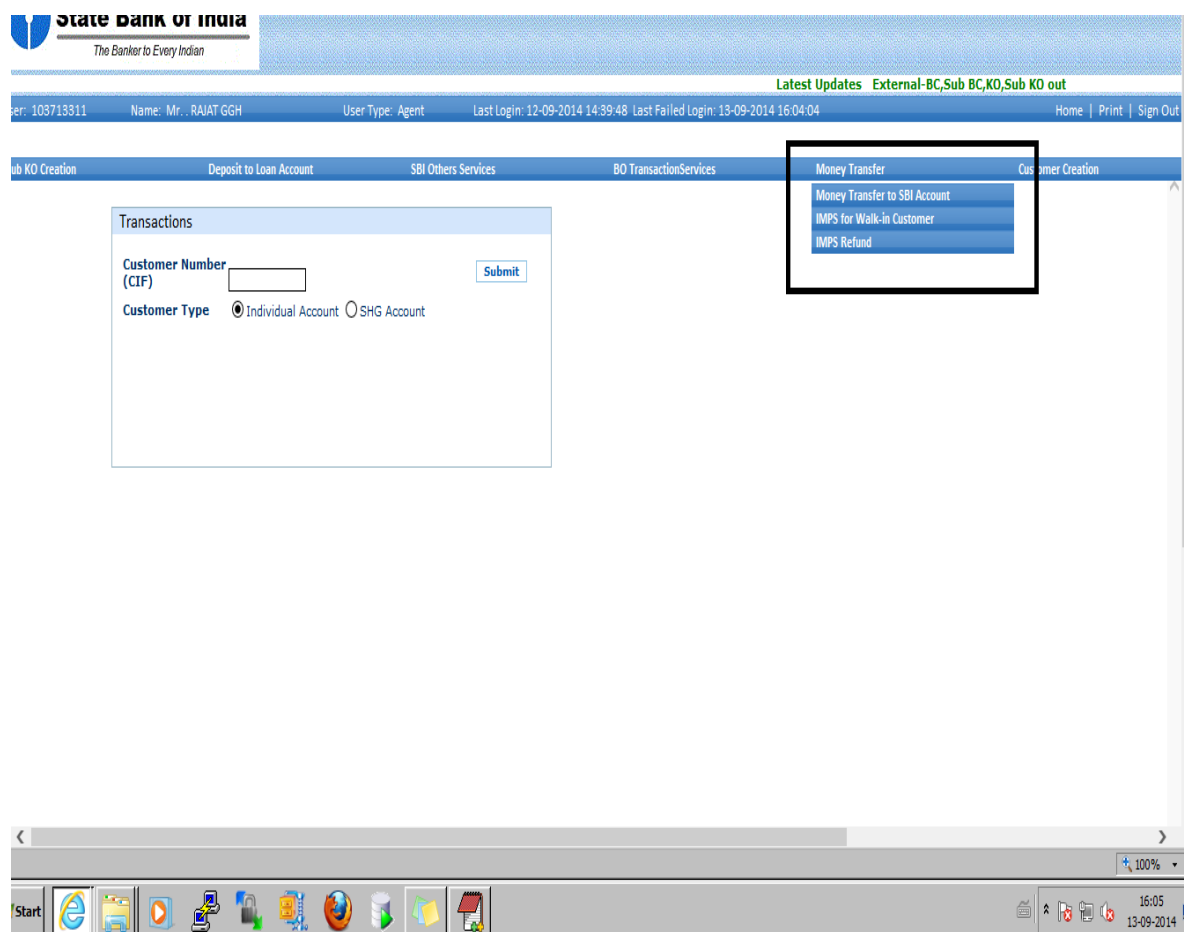 State Bank of India
The Banker to Every Indian
Latest Updates External-BC,Sub BC,KO,Sub KO out
ser: 103713311 Name: Mr. . RAJAT GGH User Type: Agent Last Login: 12-09-2014 14:39:48 Last Failed Login: 13-09-2014 16:04:04 Home | Print | Sign Out
ub KO Creation Deposit to Loan Account SBI Others Services BO TransactionServices Money Transfer Customer Creation
Money Transfer to SBI Account
IMPS for Walk-in Customer
IMPS Refund
Transactions
Customer Number
(CIF)
Submit
Customer Type Individual Account SHG Account
100%
Start
16:05
13-09-2014